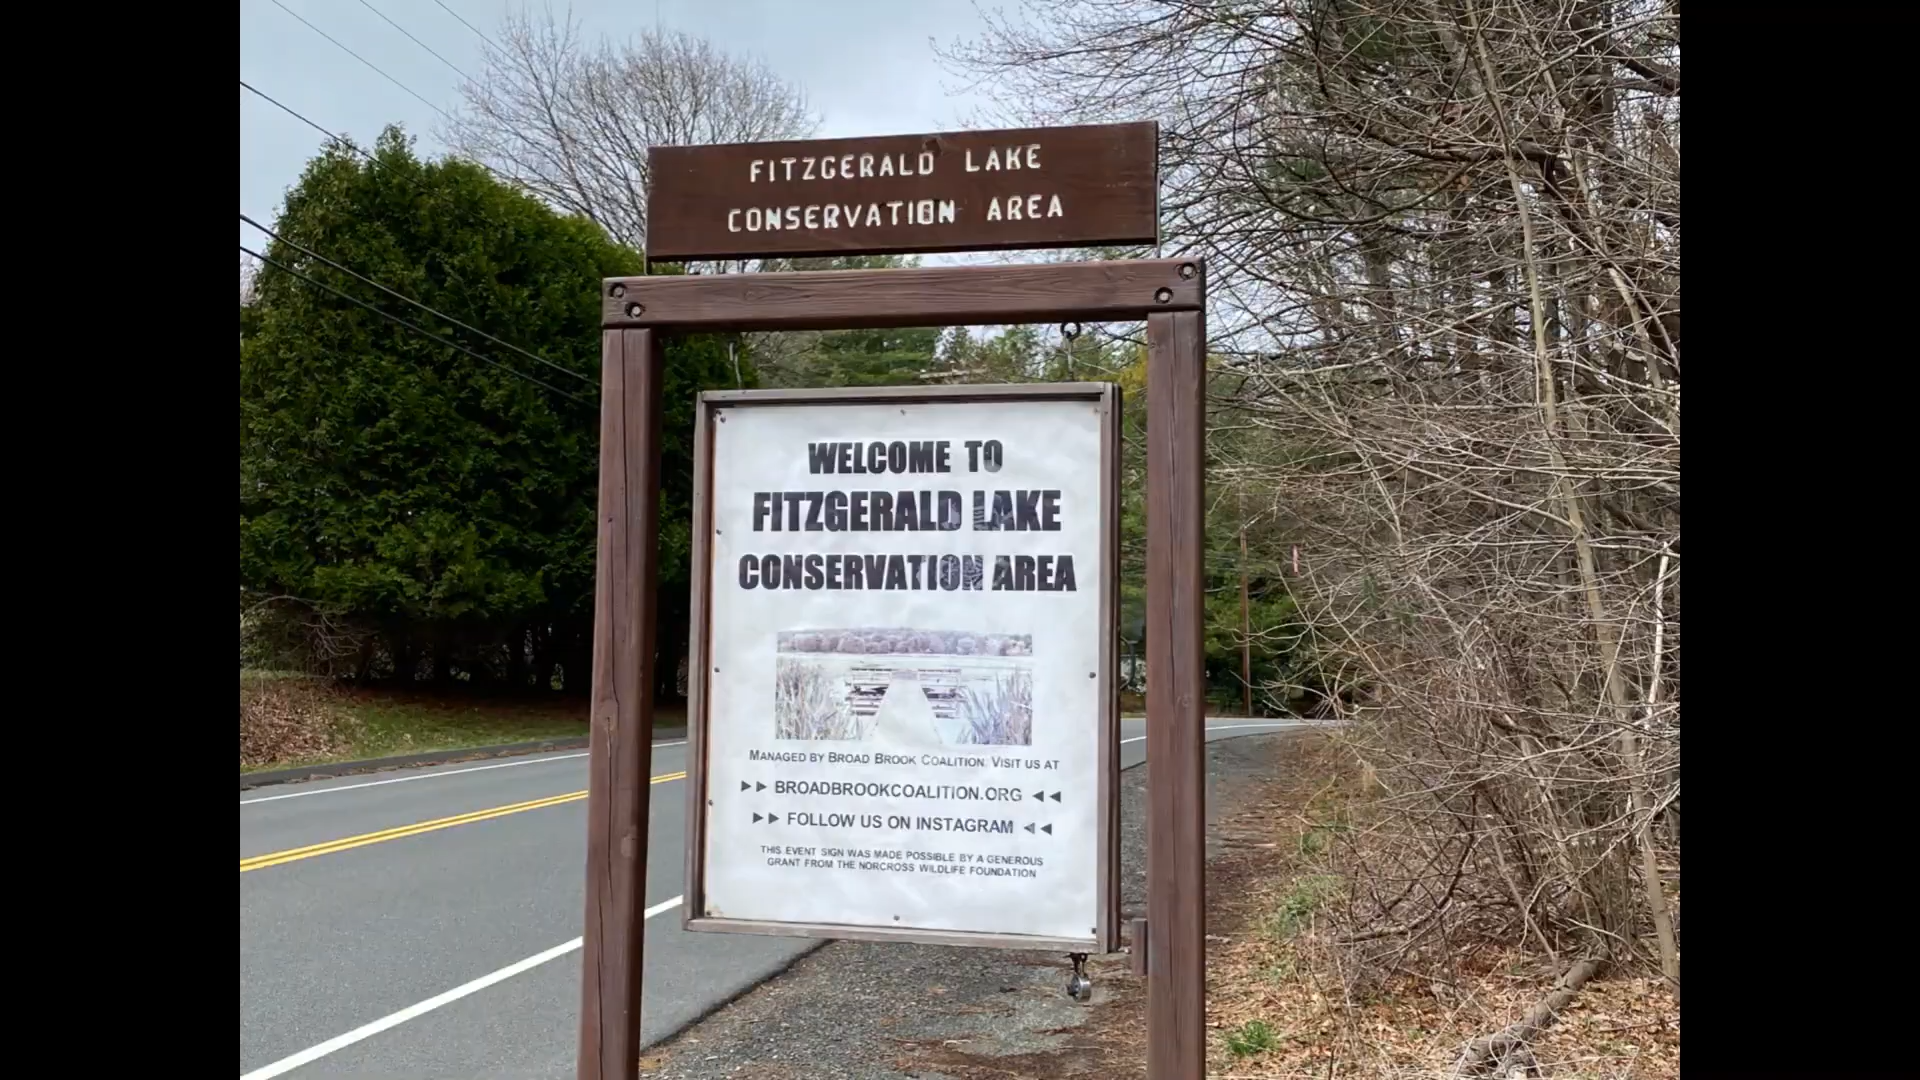 FITZGERALD LAKE
CONSERVATION AREA
WELCOME TO
FITZGERALD LAKE
CONSERVATION AREA
MANAGED BY BROAD BROOK COALITION. VISIT US AT
▶▶ BROADBROOKCOALITION.ORG ◀◀
▶▶ FOLLOW US ON INSTAGRAM ◀◀
THIS EVENT SIGN WAS MADE POSSIBLE BY A GENEROUS
GRANT FROM THE NORCROSS WILDLIFE FOUNDATION